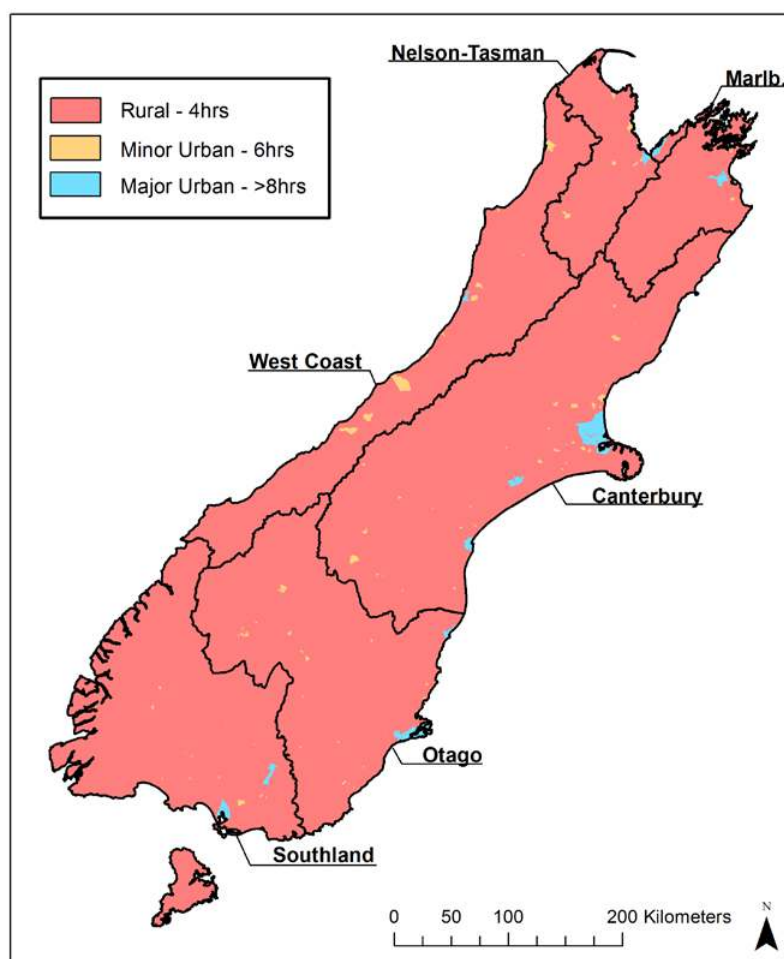 Nelson-Tasman
Marlb.
Rural - 4hrs
Minor Urban - 6hrs
Major Urban - >8hrs
West Coast
Canterbury
Otago
Southland
0 50 100 200 Kilometers
N